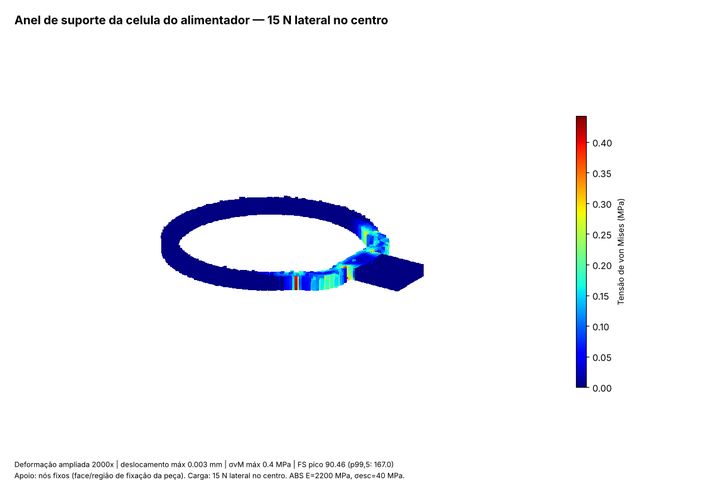 Anel de suporte da celula do alimentador — 15 N lateral no centro
0.40
0.35
0.30
0.25
0.20
0.15
0.10
0.05
0.00
Tensão de von Mises (MPa)
Deformação ampliada 2000x | deslocamento máx 0.003 mm | σvM máx 0.4 MPa | FS pico 90.46 (p99,5: 167.0)
Apoio: nós fixos (face/região de fixação da peça). Carga: 15 N lateral no centro. ABS E=2200 MPa, σesc=40 MPa.